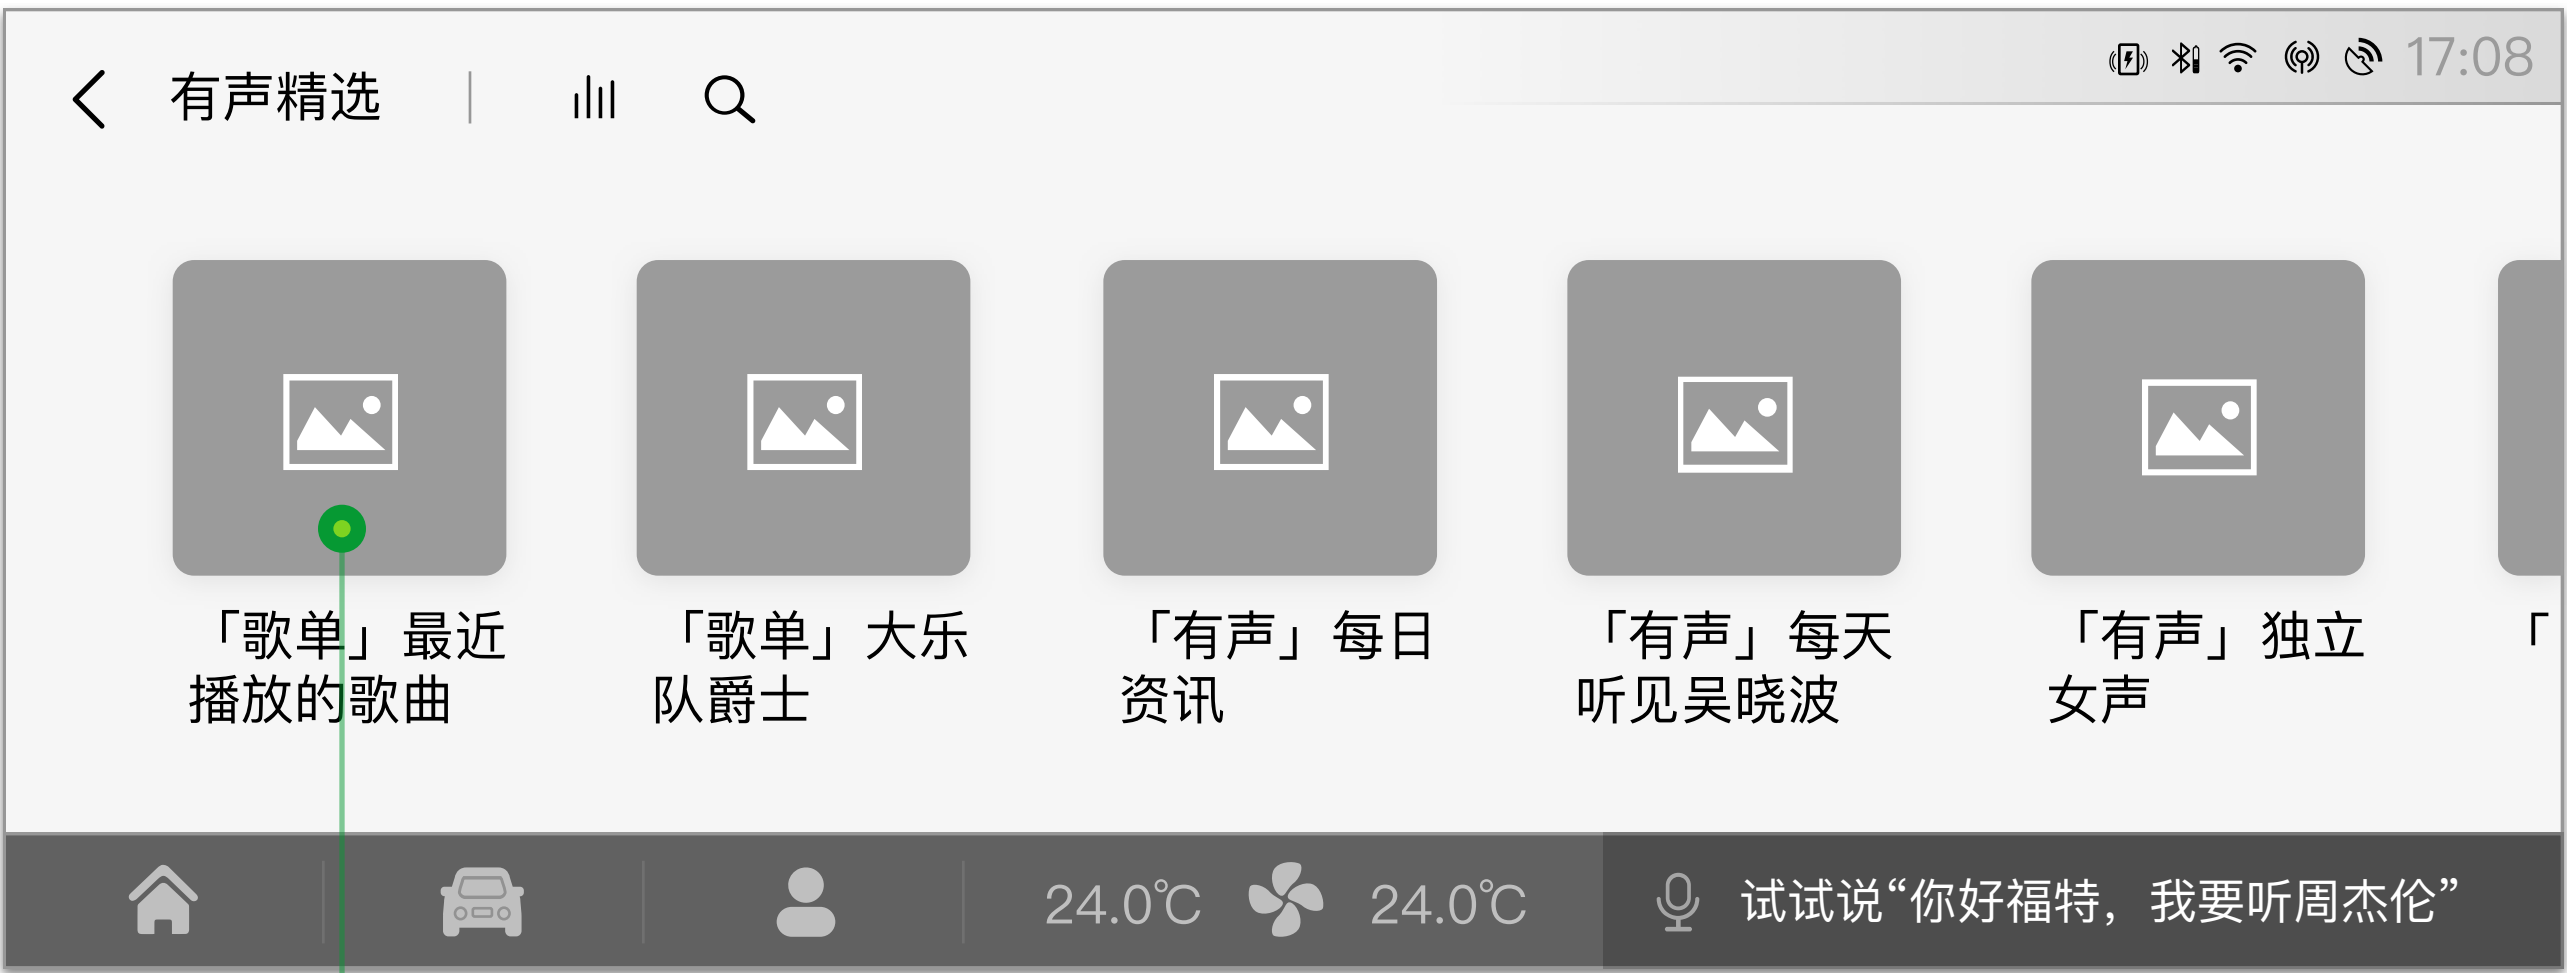 有声精选
17:08
「歌单」最近
播放的歌曲
「歌单」大乐
队爵士
「有声」每日
资讯
「有声」每天
听见吴晓波
「有声」独立
女声
「
24.0℃
24.0℃
试试说“你好福特，我要听周杰伦”